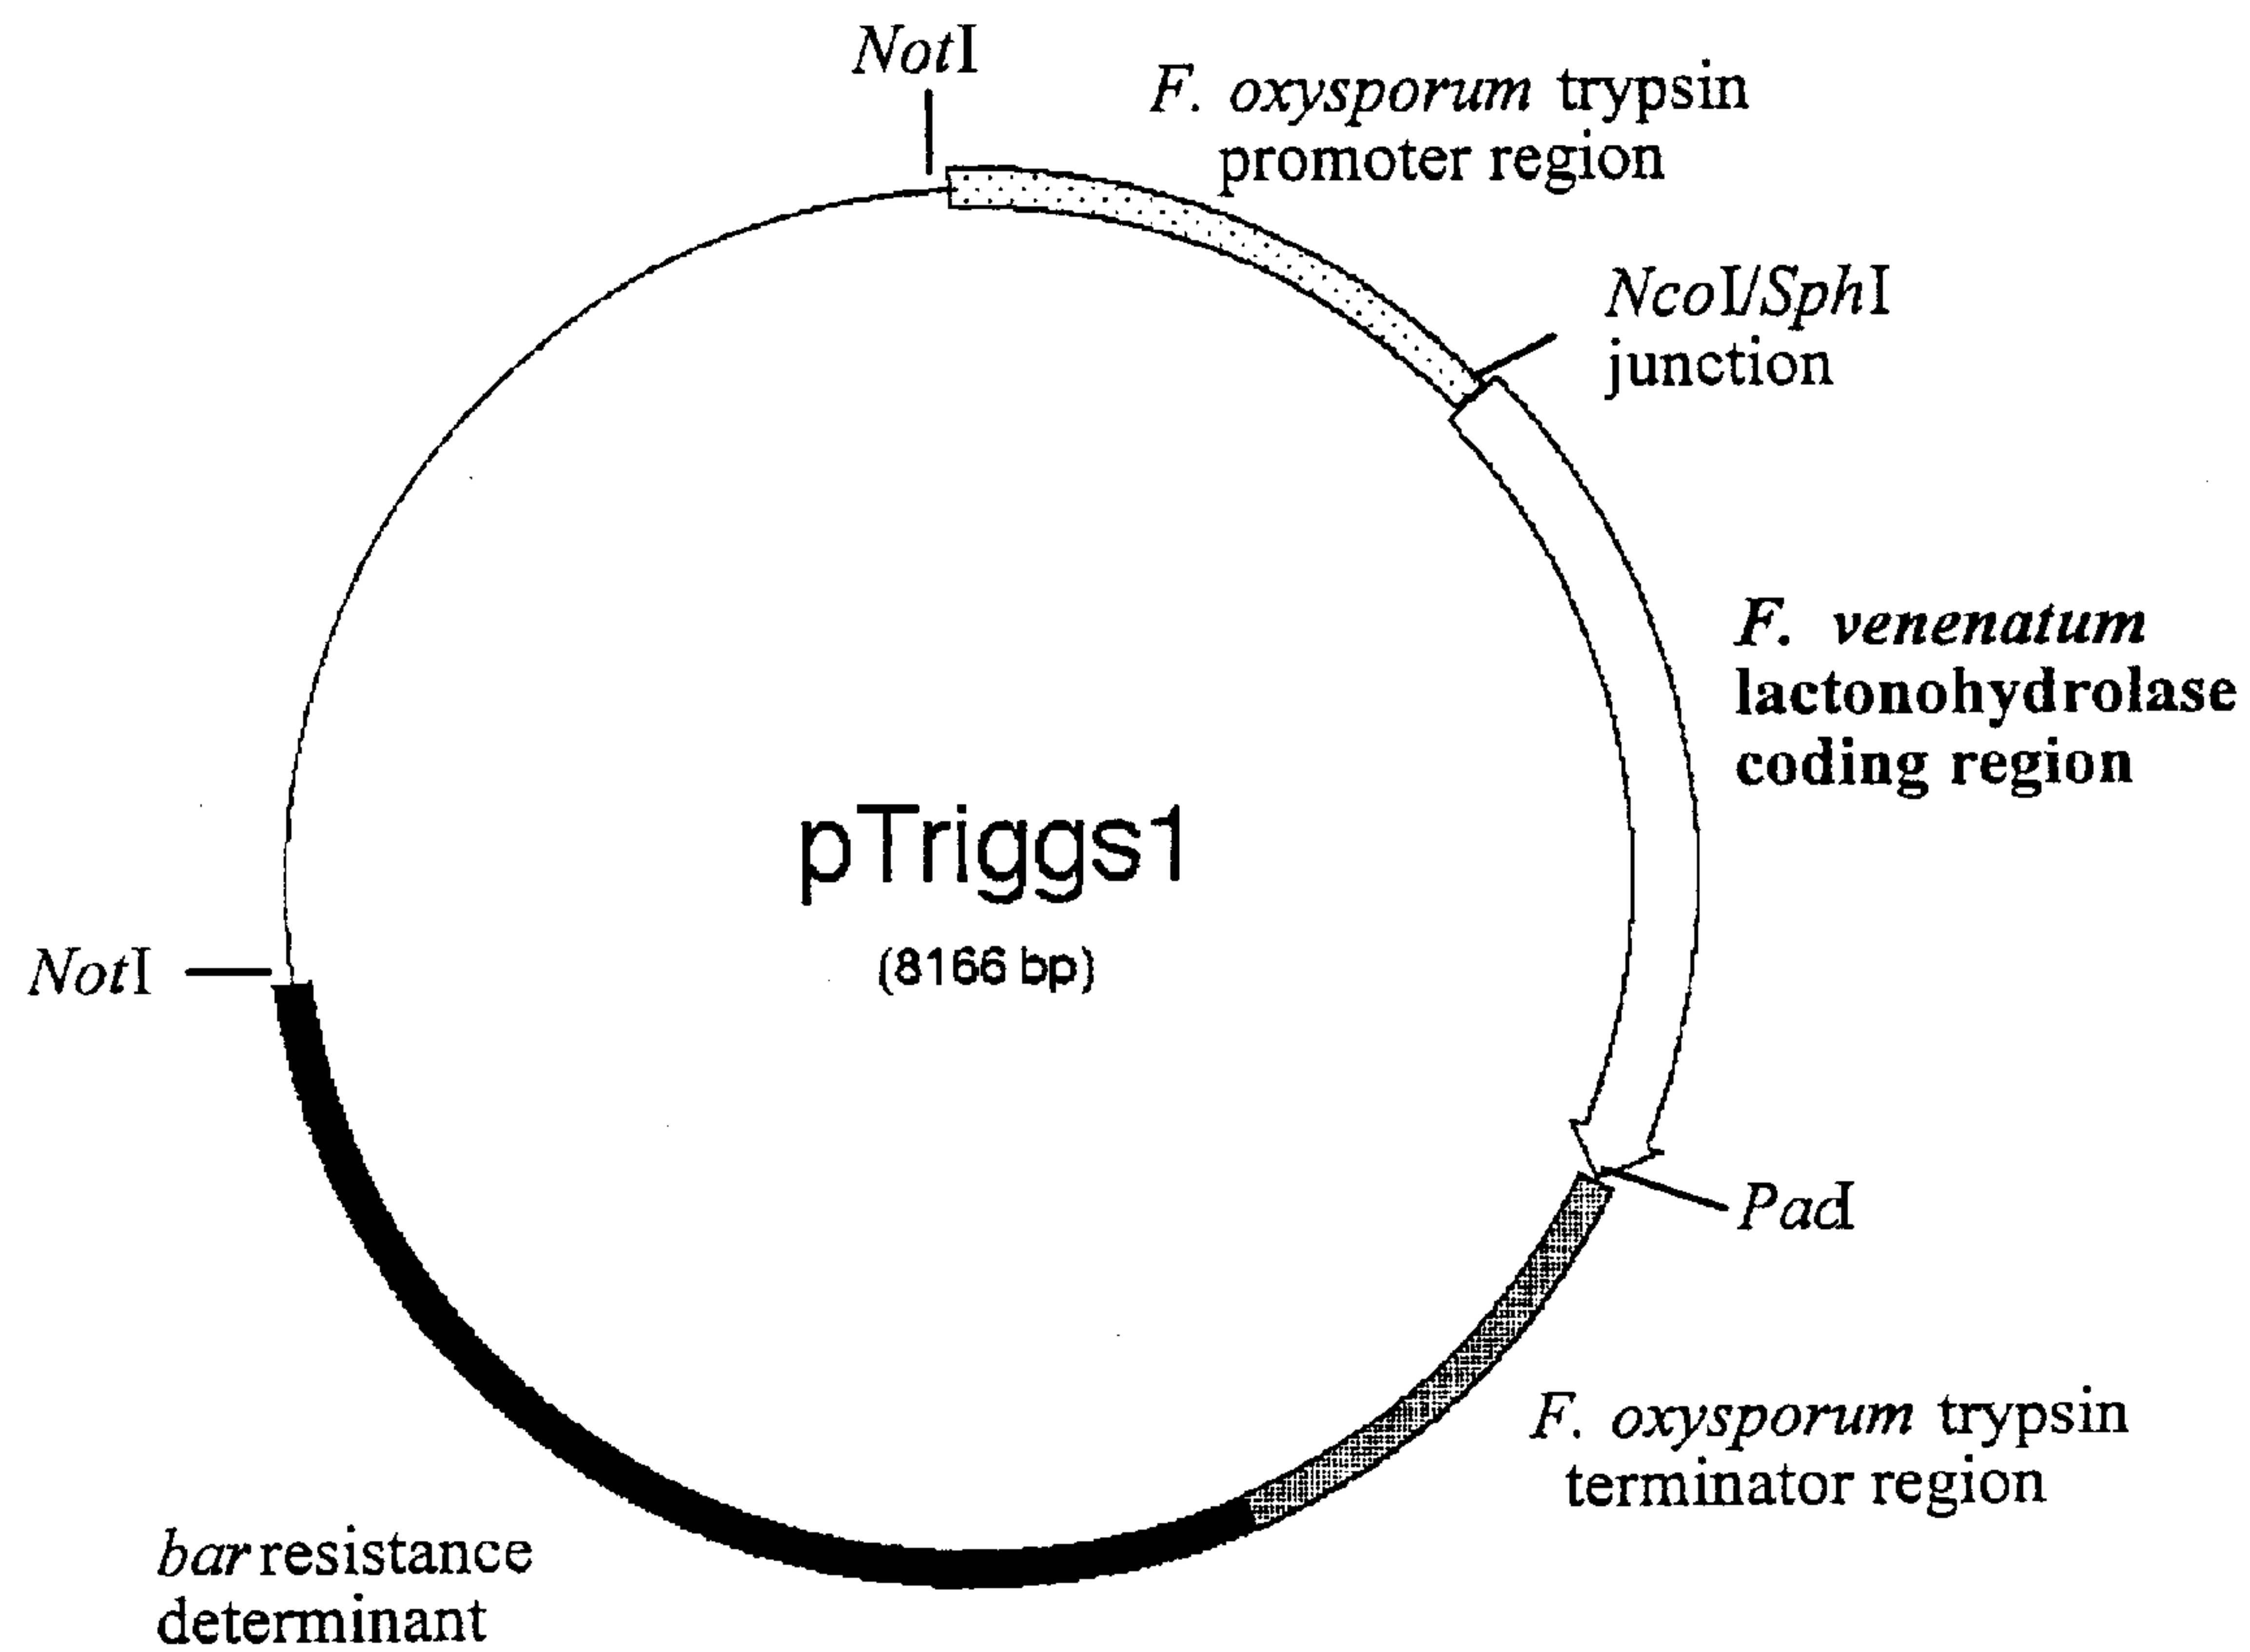 NotI
F. oxysporum trypsin
promoter region
NcoI/SphI
junction
F. venenatum
lactonohydrolase
coding region
pTriggs1
(8166 bp)
NotI
PacI
F. oxysporum trypsin
terminator region
bar resistance
determinant